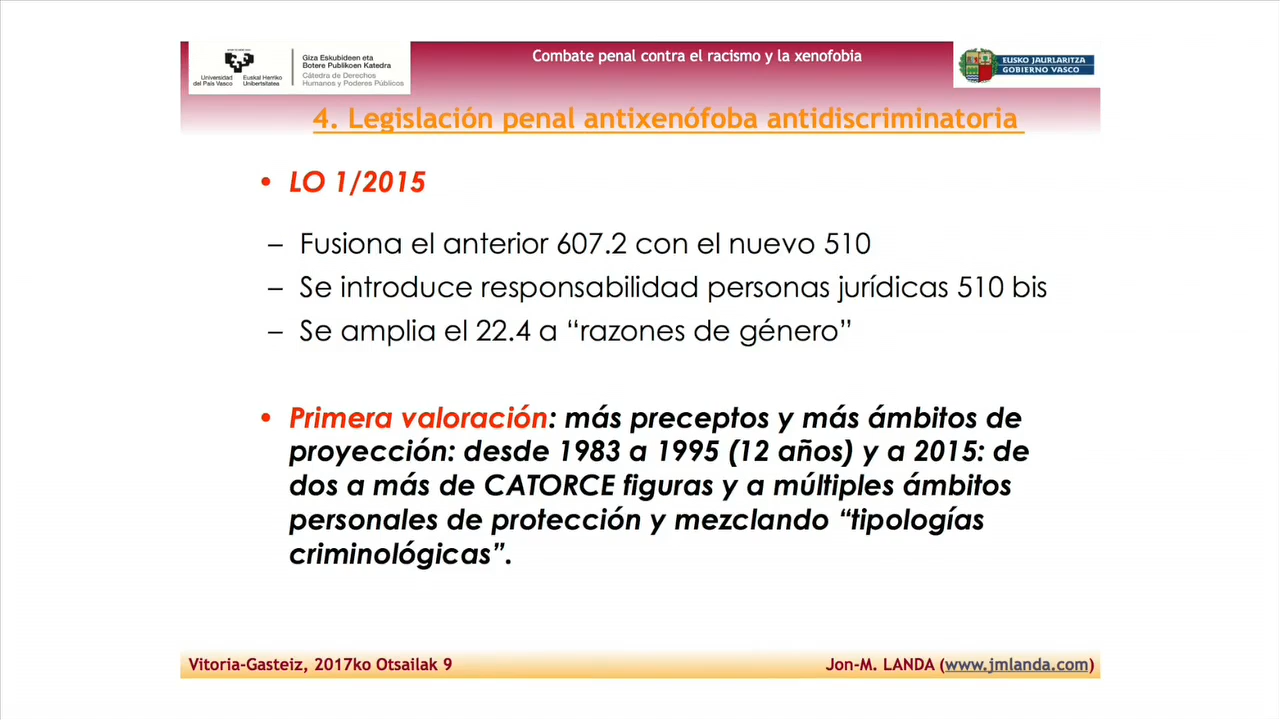 Universidad del País Vasco
Euskal Herriko Unibertsitatea
Giza Eskubideen eta
Botere Publikoen Katedra
Cátedra de Derechos
Humanos y Poderes Públicos
Combate penal contra el racismo y la xenofobia
EUSKO JAURLARITZA
GOBIERNO VASCO
4. Legislación penal antixenófoba antidiscriminatoria
• LO 1/2015
– Fusiona el anterior 607.2 con el nuevo 510
– Se introduce responsabilidad personas jurídicas 510 bis
– Se amplia el 22.4 a “razones de género”
• Primera valoración: más preceptos y más ámbitos de
proyección: desde 1983 a 1995 (12 años) y a 2015: de
dos a más de CATORCE figuras y a múltiples ámbitos
personales de protección y mezclando “tipologías
criminológicas”.
Vitoria-Gasteiz, 2017ko Otsailak 9
Jon-M. LANDA (www.jmlanda.com)